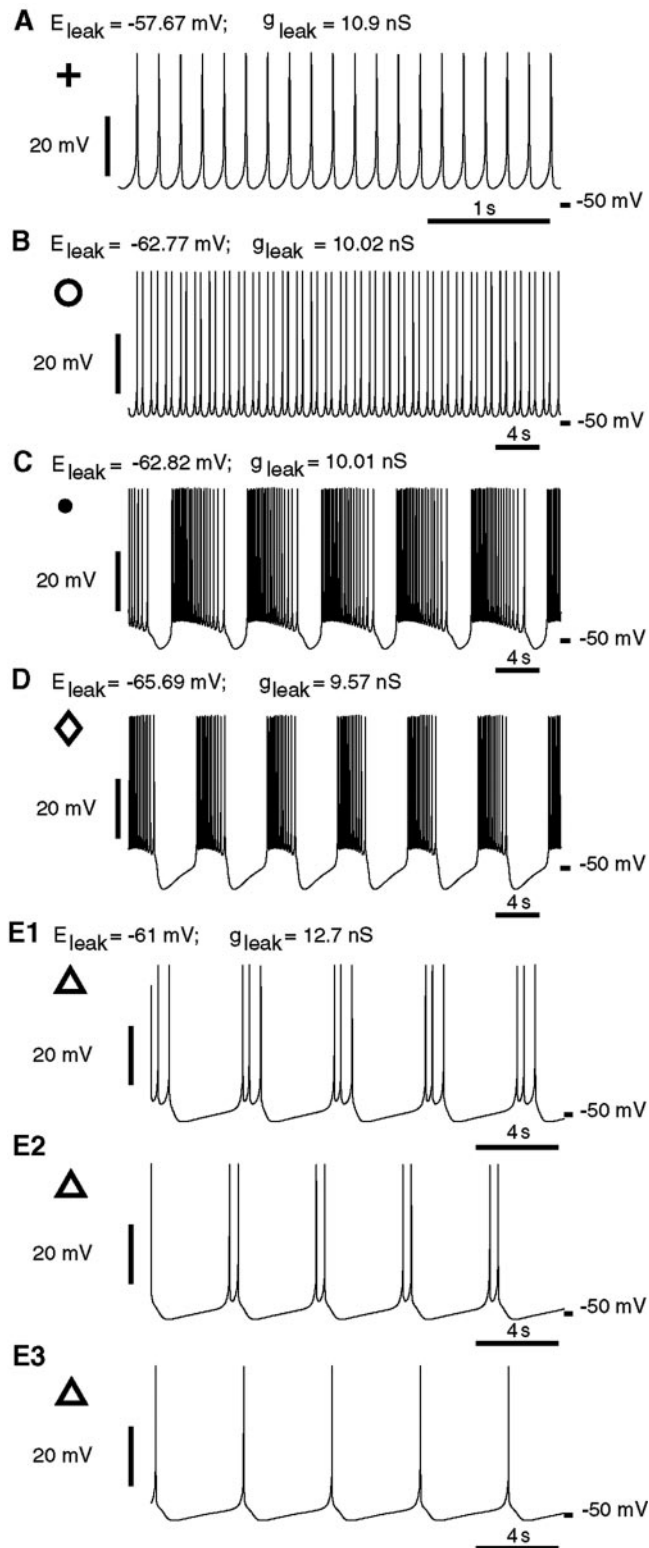 A E leak = -57.67 mV; g leak = 10.9 nS
20 mV
-50 mV
1 s
B E leak = -62.77 mV; g leak = 10.02 nS
20 mV
-50 mV
4 s
C E leak = -62.82 mV; g leak = 10.01 nS
20 mV
-50 mV
4 s
D E leak = -65.69 mV; g leak = 9.57 nS
20 mV
-50 mV
4 s
E1 E leak = -61 mV; g leak = 12.7 nS
20 mV
-50 mV
4 s
E2
20 mV
-50 mV
4 s
E3
20 mV
-50 mV
4 s